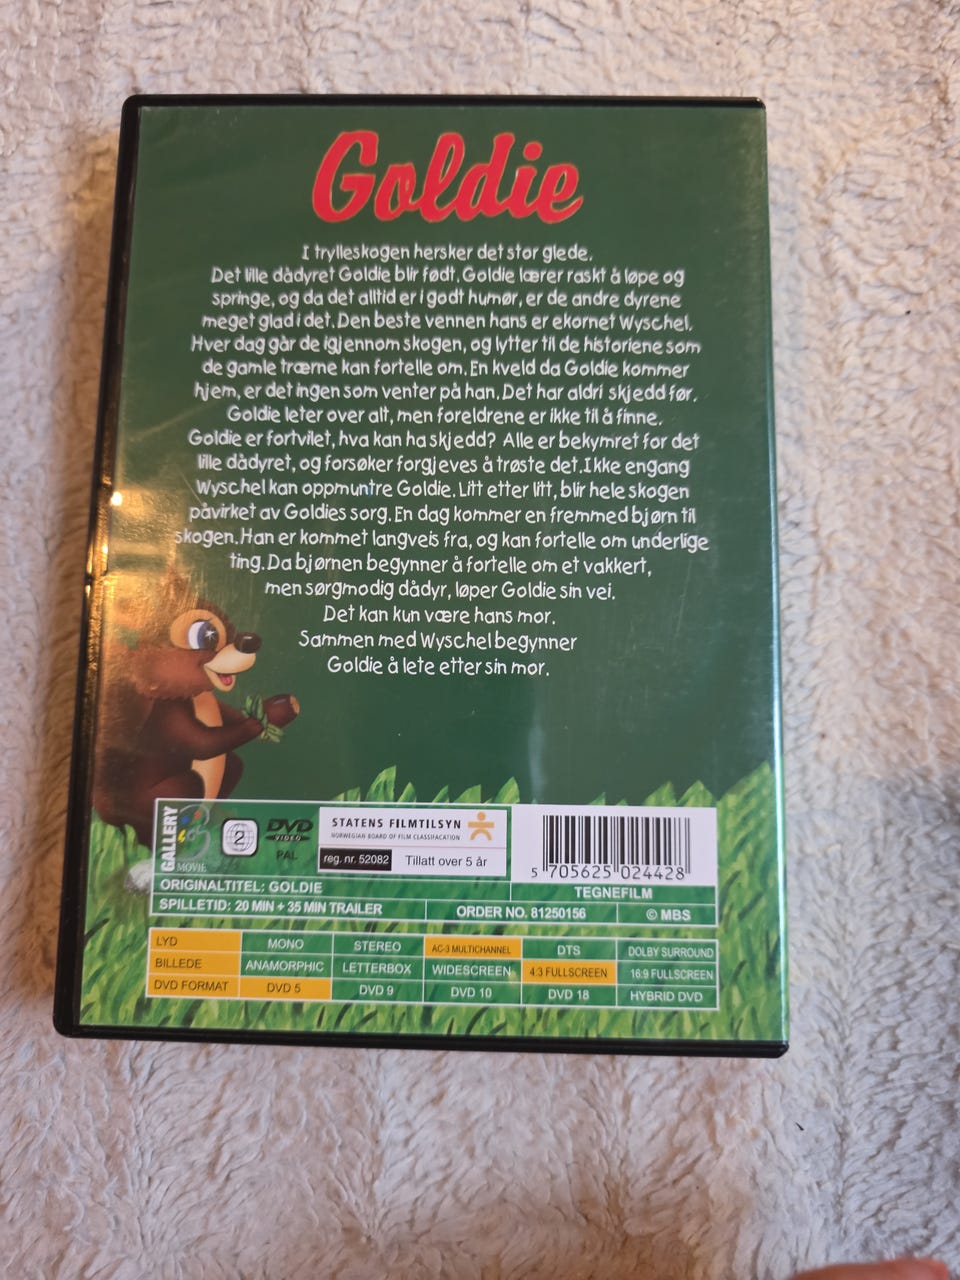 Goldie
I trylleskogen hersker det stor glede.
Det lille dådyret Goldie blir født. Goldie lærer raskt å løpe og
springe, og da det alltid er i godt humør, er de andre dyrene
meget glad i det. Den beste vennen hans er ekornet Wyschel.
Hver dag går de igjennom skogen, og lytter til de historiene som
de gamle trærne kan fortelle om. En kveld da Goldie kommer
hjem, er det ingen som venter på han. Det har aldri skjedd før.
Goldie leter over alt, men foreldrene er ikke til å finne.
Goldie er fortvilet, hva kan ha skjedd? Alle er bekymret for det
lille dådyret, og forsøker forgjeves å trøste det. Ikke engang
Wyschel kan oppmuntre Goldie. Litt etter litt, blir hele skogen
påvirket av Goldies sorg. En dag kommer en fremmed bjørn til
skogen. Han er kommet langveis fra, og kan fortelle om underlige
ting. Da bjørnen begynner å fortelle om et vakkert,
men sørgmodig dådyr, løper Goldie sin vei.
Det kan kun være hans mor.
Sammen med Wyschel begynner
Goldie å lete etter sin mor.
GALLERY
MOVIE
2
DVD
VIDEO
PAL
STATENS FILMTILSYN
NORWEGIAN BOARD OF FILM CLASSIFICATION
reg. nr. 52082 Tillatt over 5 år
5 705625 024428
ORIGINALTITEL: GOLDIE TEGNEFILM
SPILLETID: 20 MIN + 35 MIN TRAILER ORDER NO. 81250156 © MBS
LYD MONO STEREO AC-3 MULTICHANNEL DTS DOLBY SURROUND
BILLEDE ANAMORPHIC LETTERBOX WIDESCREEN 4:3 FULLSCREEN 16:9 FULLSCREEN
DVD FORMAT DVD 5 DVD 9 DVD 10 DVD 18 HYBRID DVD